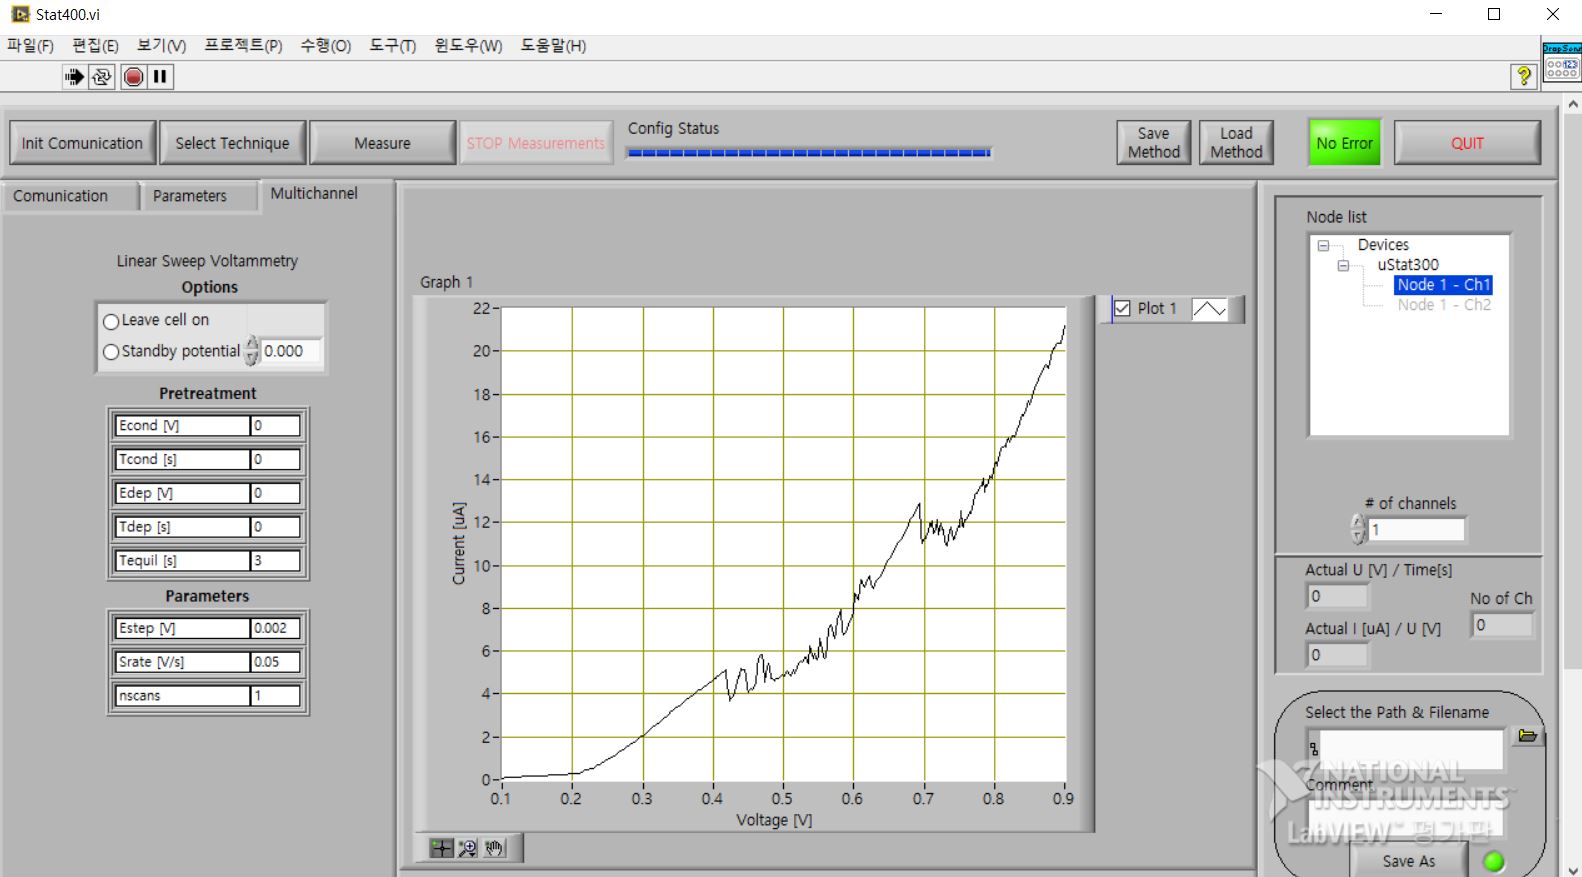 Stat400.vi
파일(F) 편집(E) 보기(V) 프로젝트(P) 수행(O) 도구(T) 윈도우(W) 도움말(H)
?
DropSens
123
Init Comunication
Select Technique
Measure
STOP Measurements
Config Status
Save Method
Load Method
No Error
QUIT
Comunication
Parameters
Multichannel
Linear Sweep Voltammetry
Options
Leave cell on
Standby potential 0.000
Pretreatment
Econd [V] 0
Tcond [s] 0
Edep [V] 0
Tdep [s] 0
Tequil [s] 3
Parameters
Estep [V] 0.002
Srate [V/s] 0.05
nscans 1
Graph 1
Plot 1
22
20
18
16
14
12
10
8
6
4
2
0
Current [uA]
0.1 0.2 0.3 0.4 0.5 0.6 0.7 0.8 0.9
Voltage [V]
Node list
Devices
uStat300
Node 1 - Ch1
Node 1 - Ch2
# of channels
1
Actual U [V] / Time[s]
0
No of Ch
0
Actual I [uA] / U [V]
0
Select the Path & Filename
Comment
NATIONAL INSTRUMENTS™
LabVIEW™ 평가판
Save As